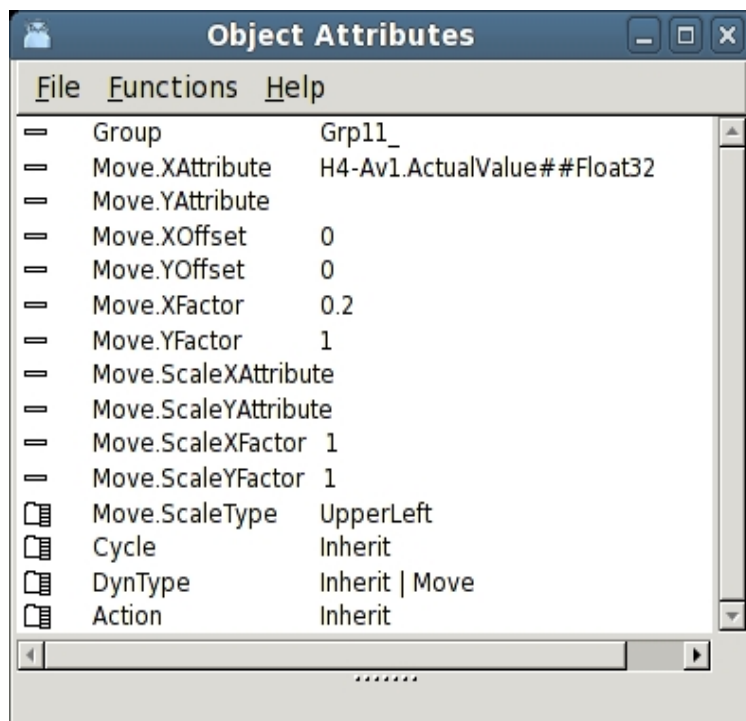 Object Attributes
File Functions Help
Group Grp11_
Move.XAttribute H4-Av1.ActualValue##Float32
Move.YAttribute
Move.XOffset 0
Move.YOffset 0
Move.XFactor 0.2
Move.YFactor 1
Move.ScaleXAttribute
Move.ScaleYAttribute
Move.ScaleXFactor 1
Move.ScaleYFactor 1
Move.ScaleType UpperLeft
Cycle Inherit
DynType Inherit | Move
Action Inherit